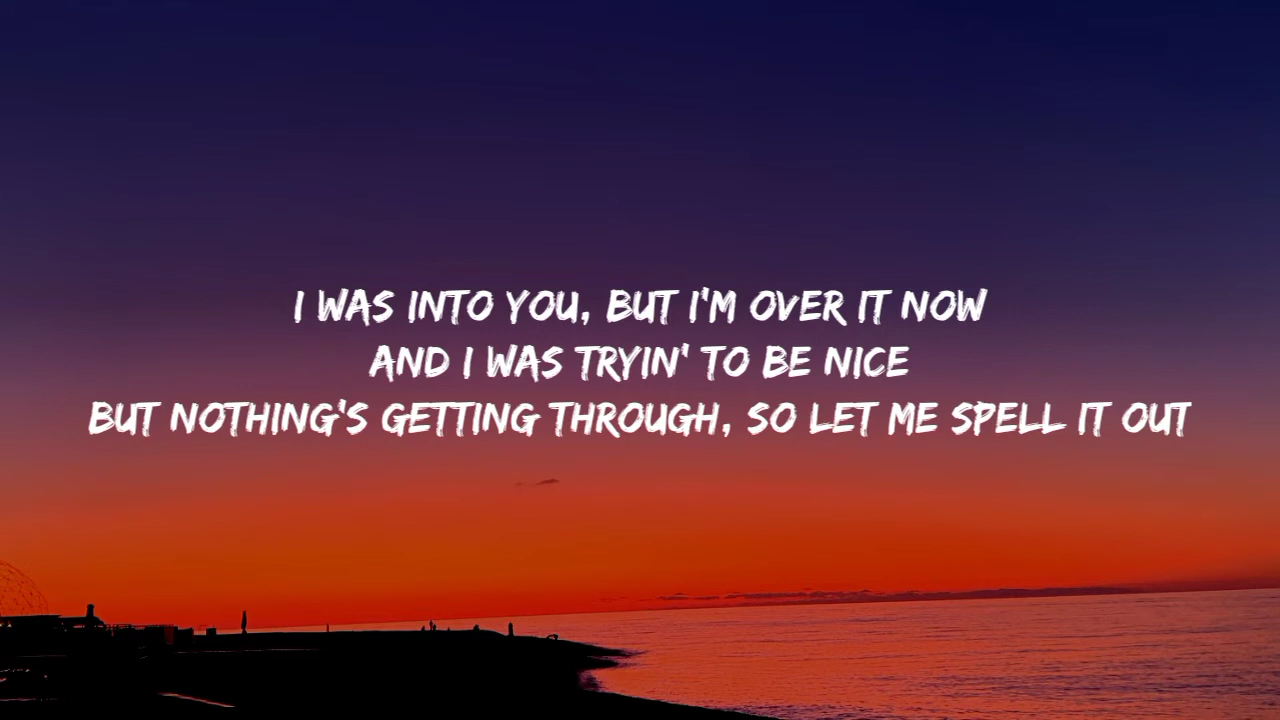 I WAS INTO YOU, BUT I'M OVER IT NOW
AND I WAS TRYIN' TO BE NICE
BUT NOTHING'S GETTING THROUGH, SO LET ME SPELL IT OUT